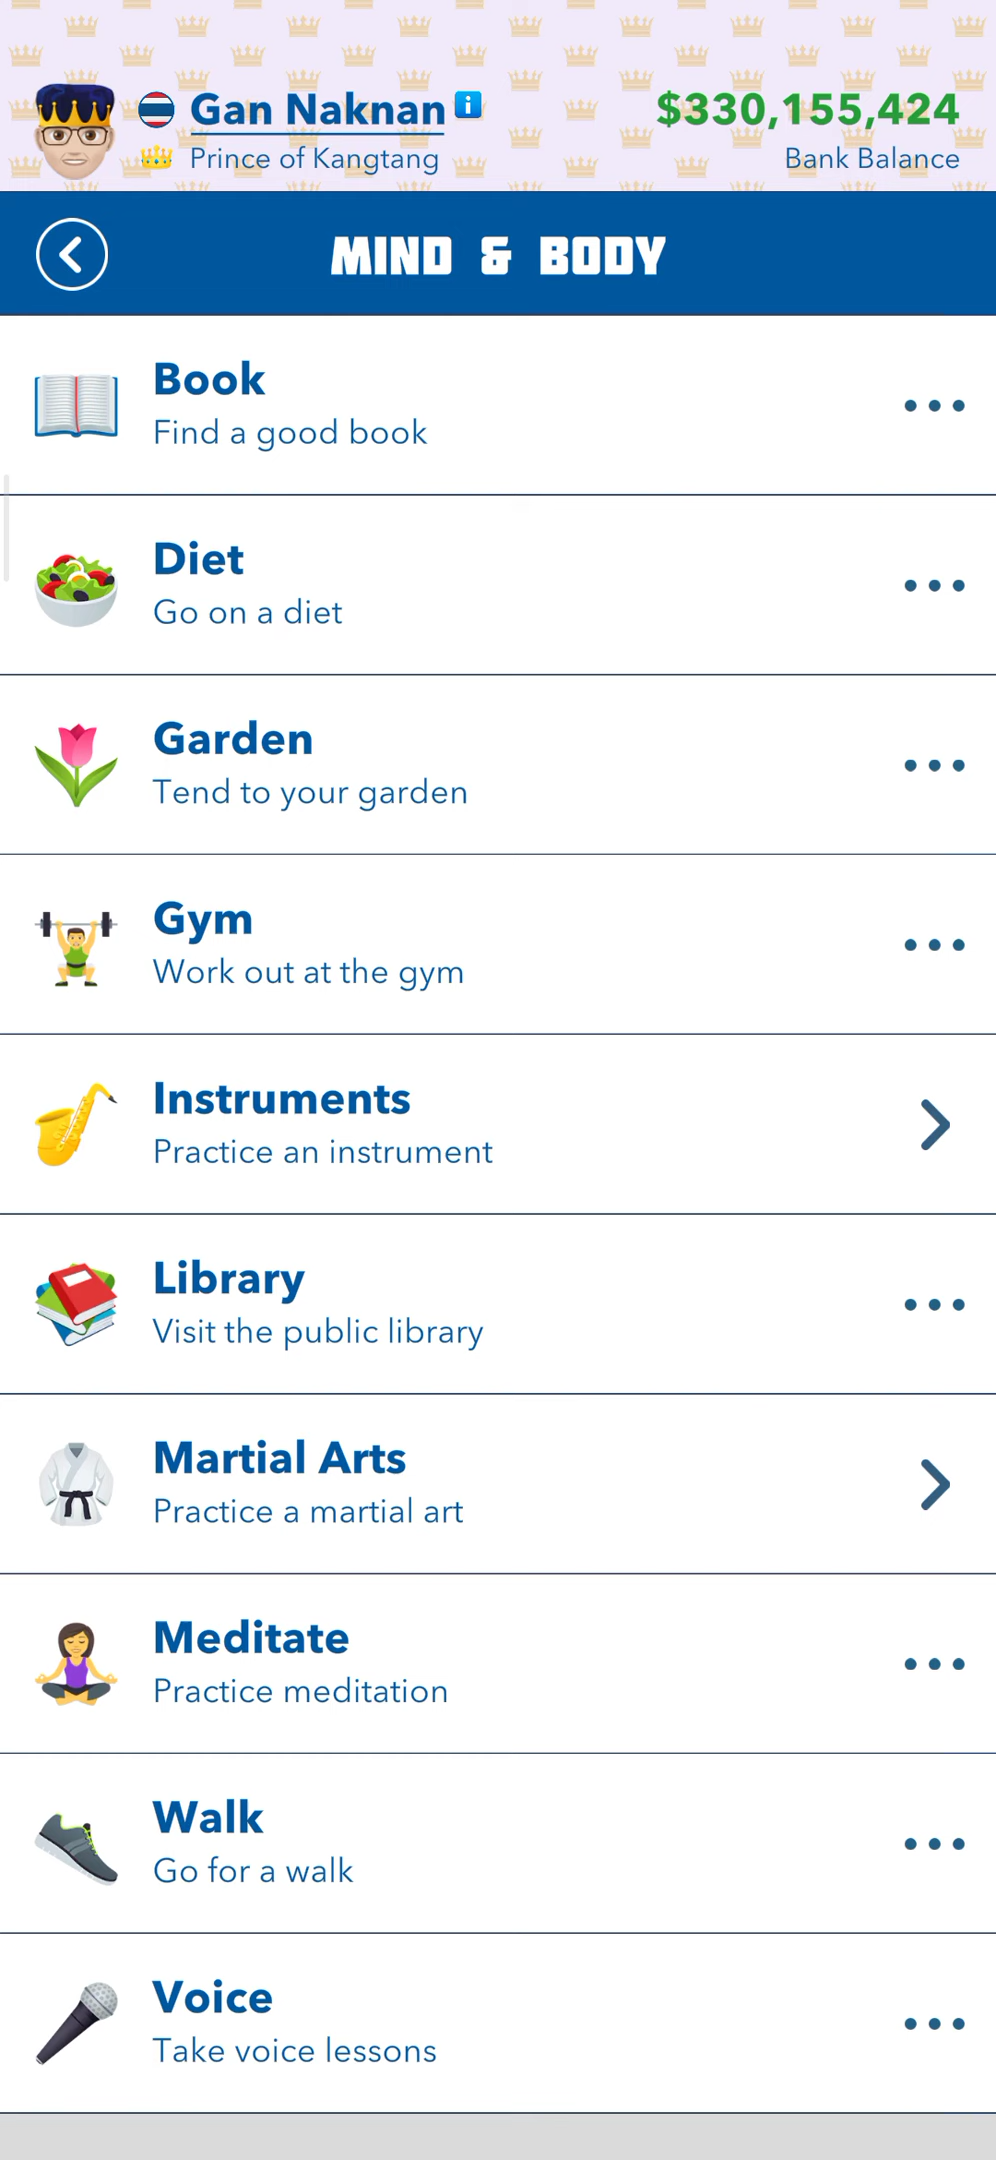 Gan Naknan
$330,155,424
Prince of Kangtang
Bank Balance
MIND & BODY
Book
Find a good book
Diet
Go on a diet
Garden
Tend to your garden
Gym
Work out at the gym
Instruments
Practice an instrument
Library
Visit the public library
Martial Arts
Practice a martial art
Meditate
Practice meditation
Walk
Go for a walk
Voice
Take voice lessons